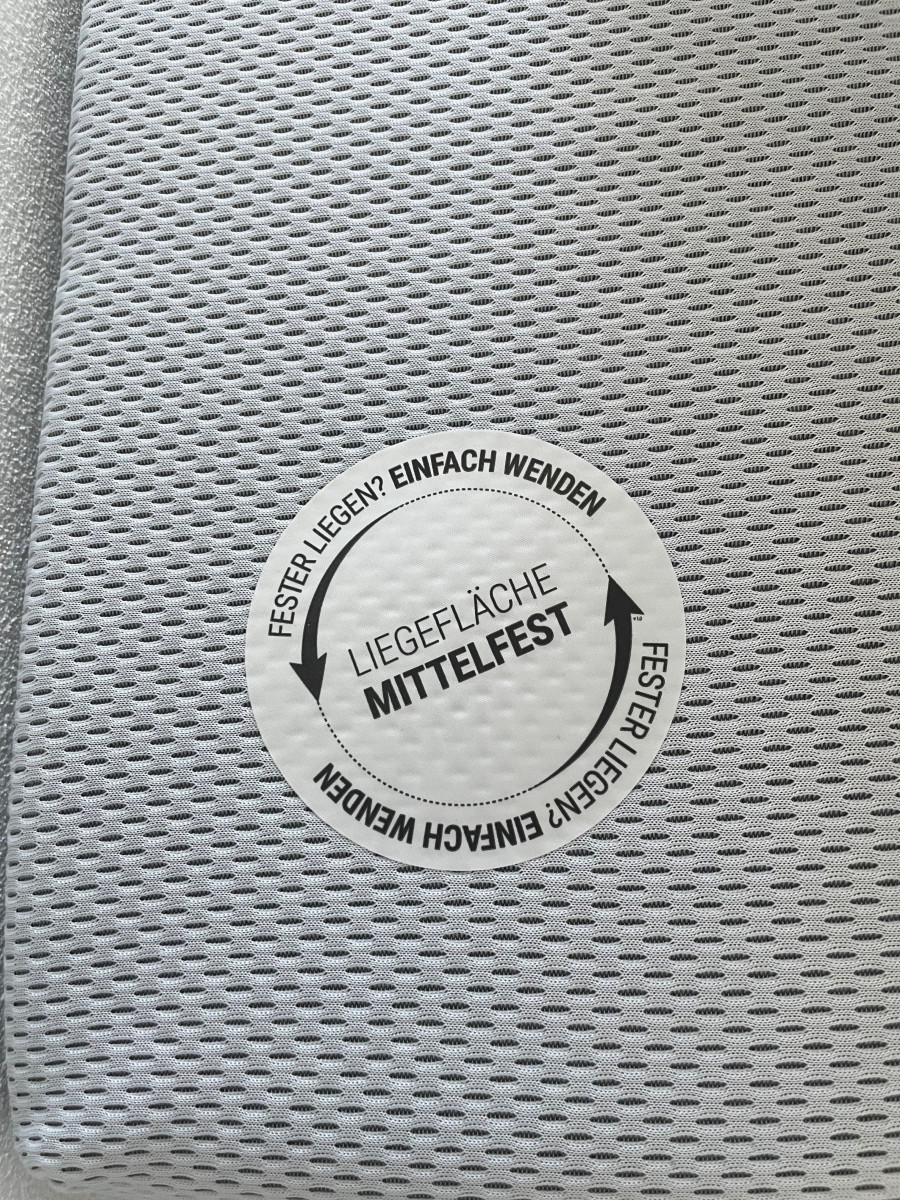 FESTER LIEGEN? EINFACH WENDEN
LIEGEFLÄCHE
MITTELFEST
FESTER LIEGEN? EINFACH WENDEN